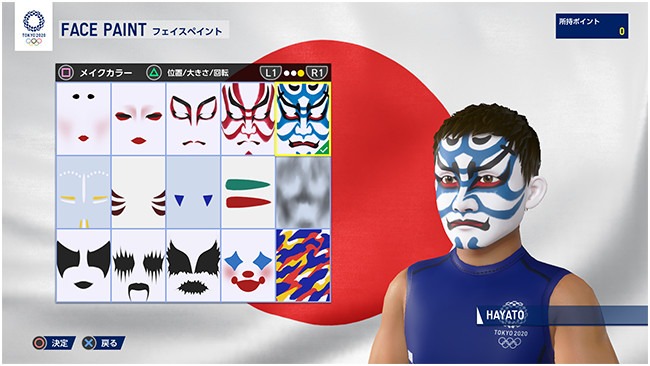 TOKYO 2020
FACE PAINT フェイスペイント
所持ポイント
0
メイクカラー 位置/大きさ/回転 L1 R1
HAYATO
TOKYO 2020
決定 戻る